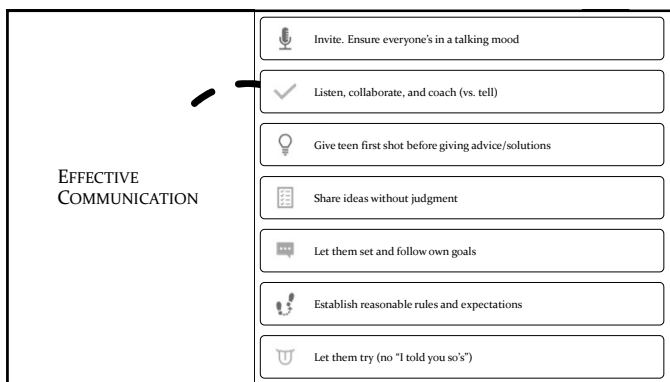 Invite. Ensure everyone's in a talking mood
Listen, collaborate, and coach (vs. tell)
Give teen first shot before giving advice/solutions
EFFECTIVE
COMMUNICATION
Share ideas without judgment
Let them set and follow own goals
Establish reasonable rules and expectations
Let them try (no “I told you so’s”)